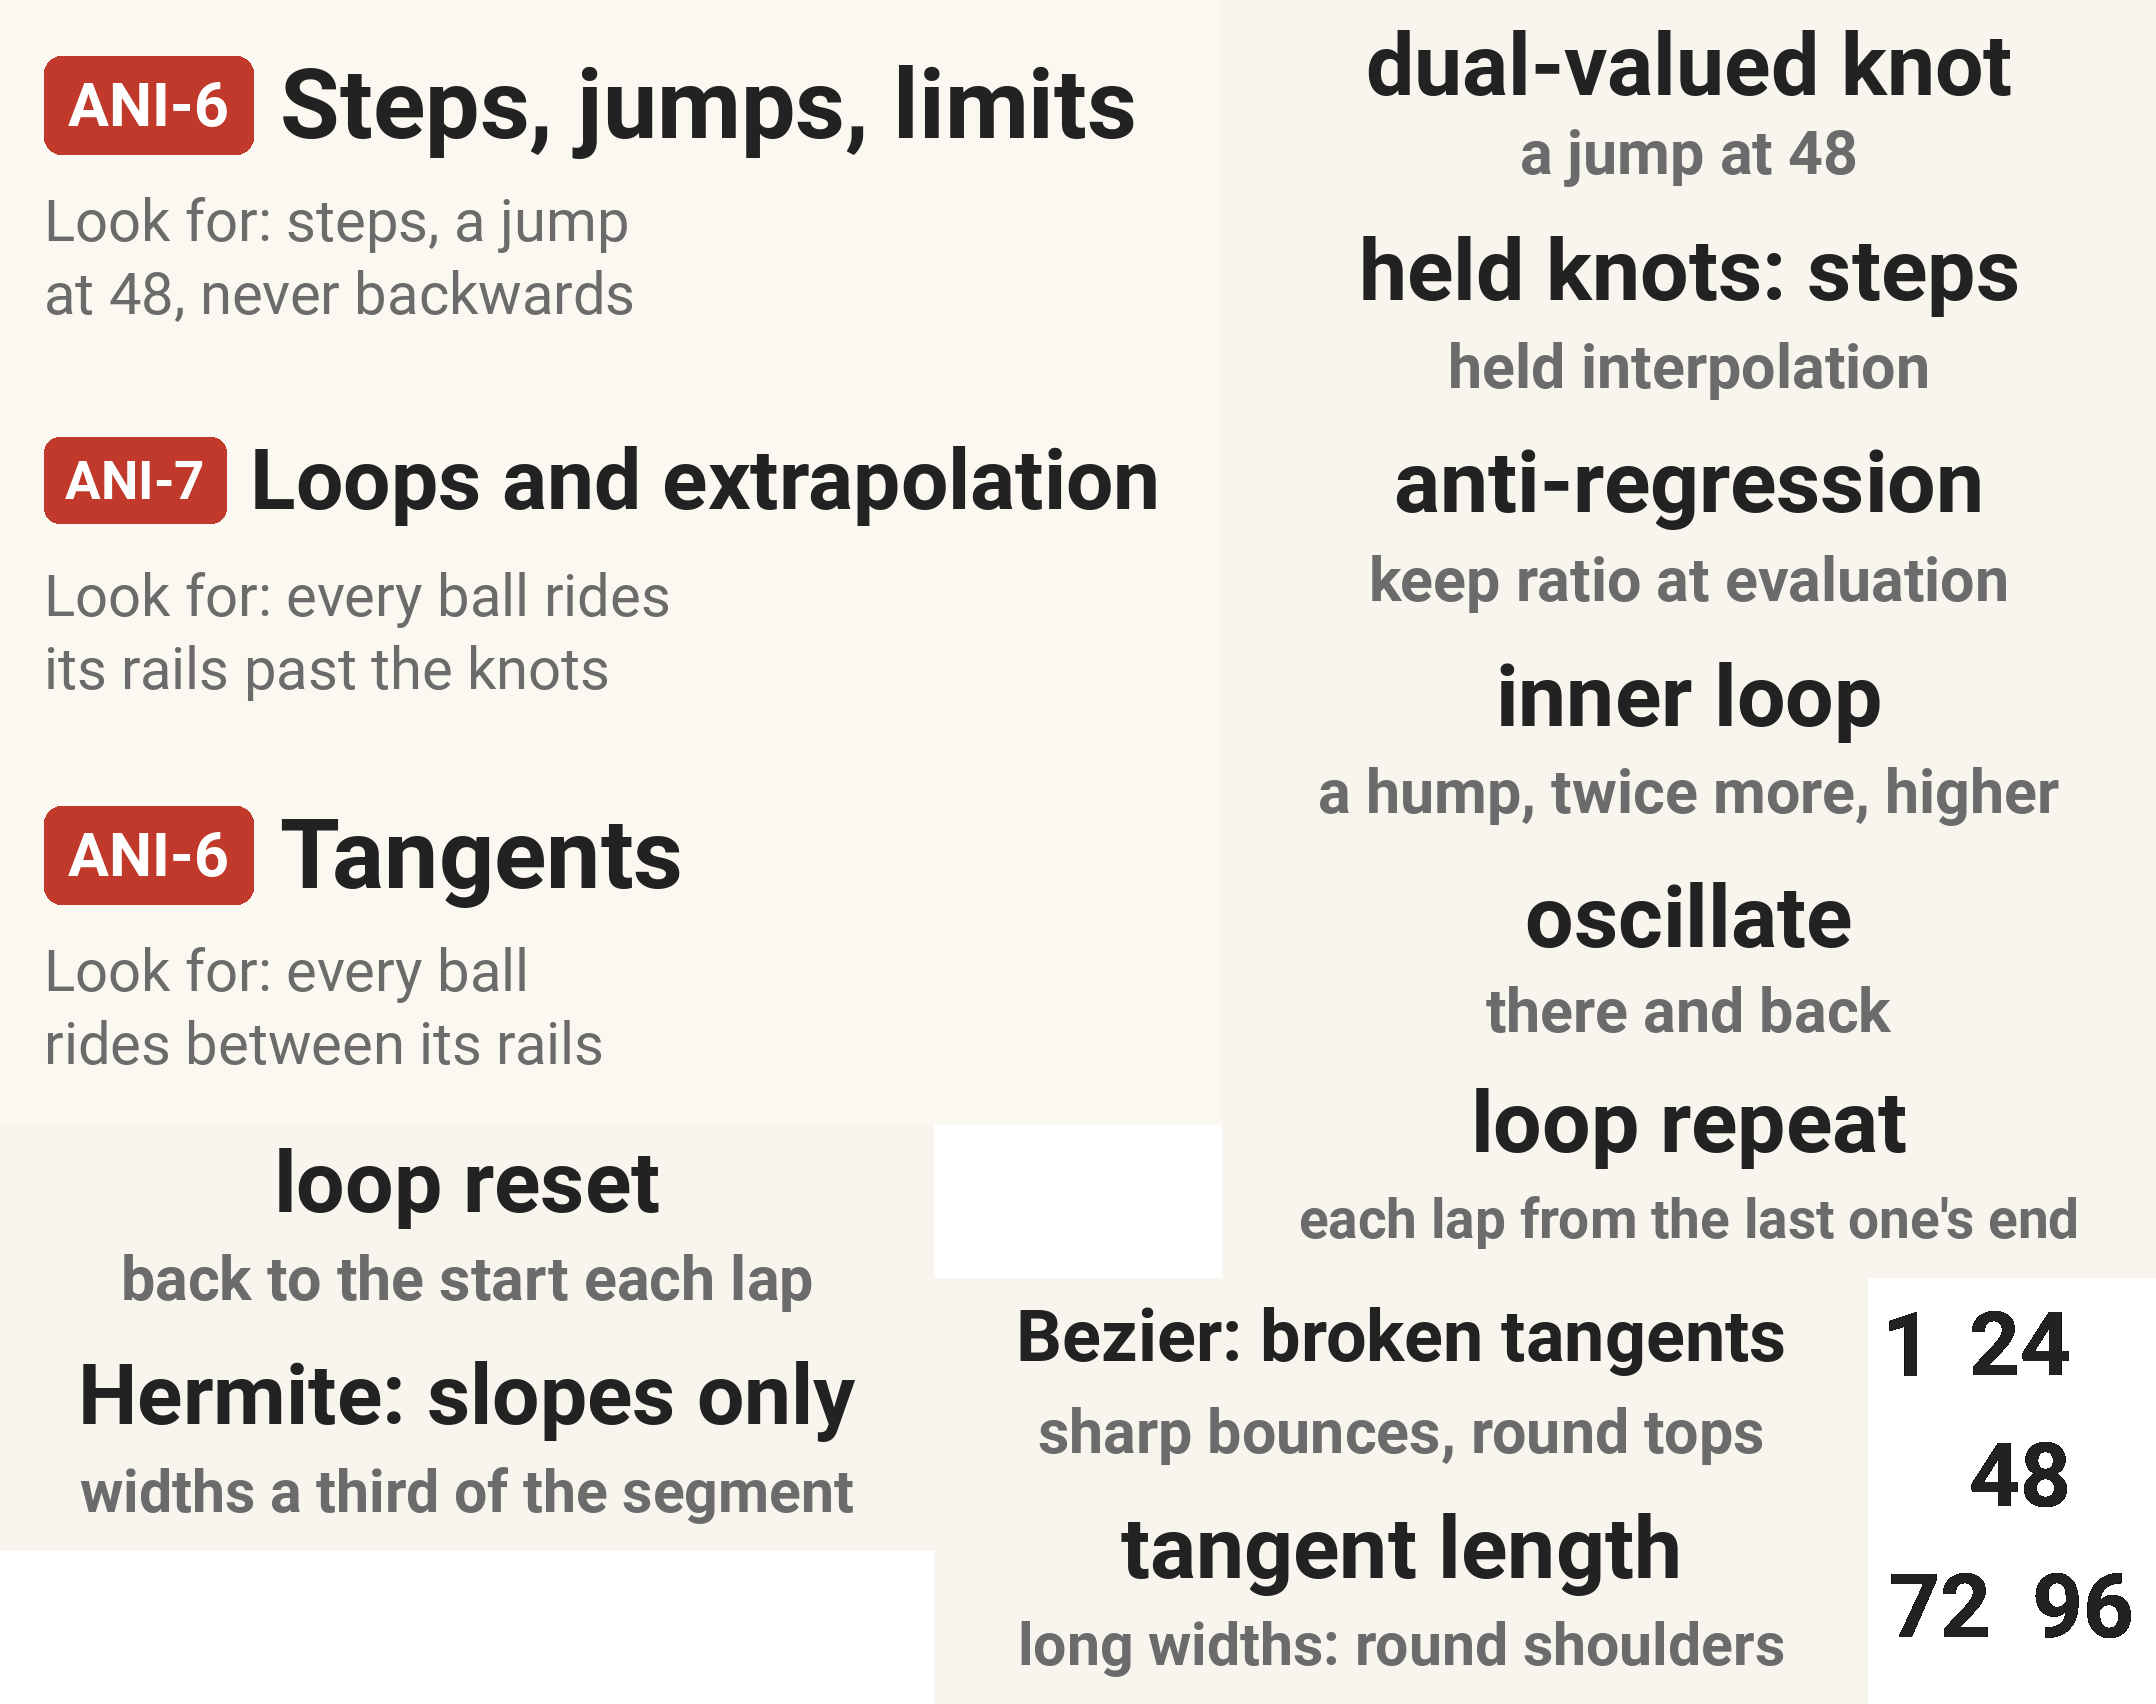 ANI-6 Steps, jumps, limits
Look for: steps, a jump
at 48, never backwards
ANI-7 Loops and extrapolation
Look for: every ball rides
its rails past the knots
ANI-6 Tangents
Look for: every ball
rides between its rails
dual-valued knot
a jump at 48
held knots: steps
held interpolation
anti-regression
keep ratio at evaluation
inner loop
a hump, twice more, higher
oscillate
there and back
loop repeat
each lap from the last one's end
loop reset
back to the start each lap
Hermite: slopes only
widths a third of the segment
Bezier: broken tangents
sharp bounces, round tops
tangent length
long widths: round shoulders
1 24
48
72 96